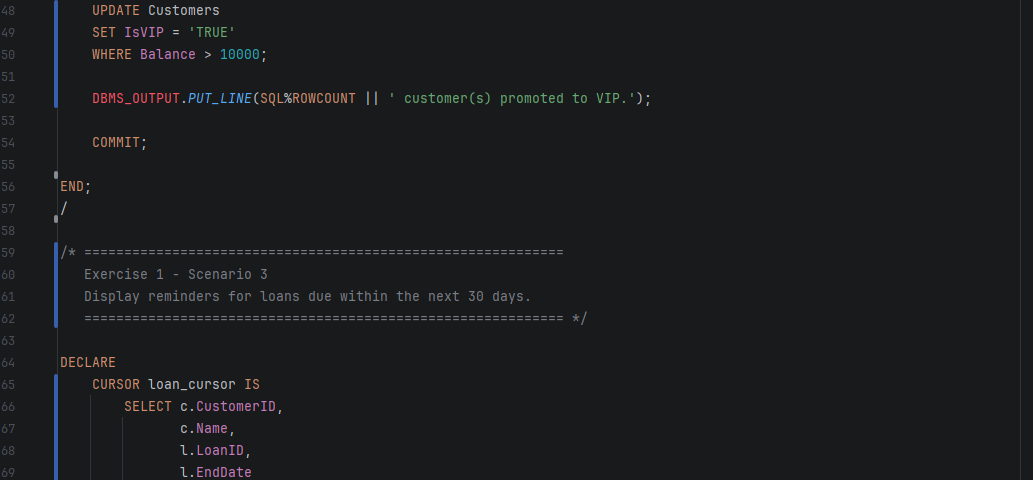 48 UPDATE Customers
49 SET IsVIP = 'TRUE'
50 WHERE Balance > 10000;
51
52 DBMS_OUTPUT.PUT_LINE(SQL%ROWCOUNT || ' customer(s) promoted to VIP.');
53
54 COMMIT;
55
56 END;
57 /
58
59 /* ============================================================
60 Exercise 1 - Scenario 3
61 Display reminders for loans due within the next 30 days.
62 ============================================================ */
63
64 DECLARE
65 CURSOR loan_cursor IS
66 SELECT c.CustomerID,
67 c.Name,
68 l.LoanID,
69 l.EndDate